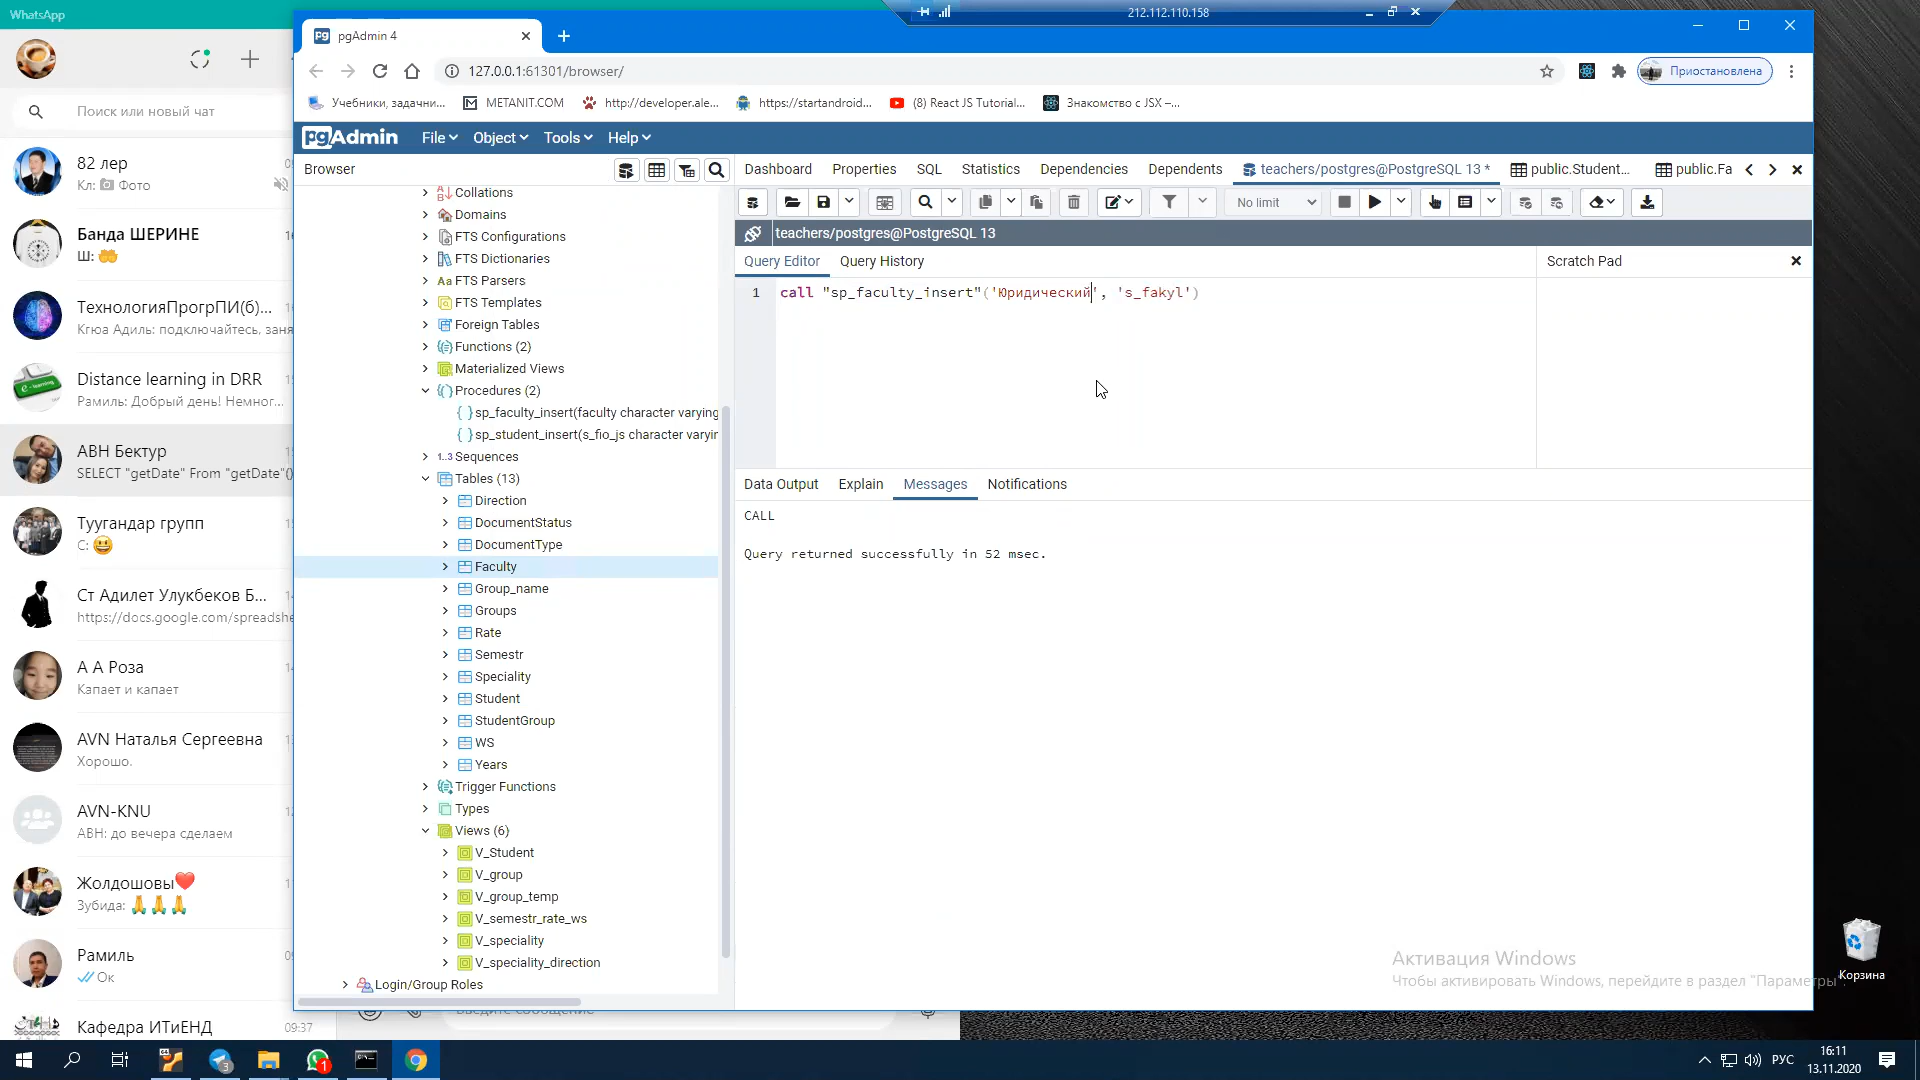 WhatsApp
212.112.110.158
pgAdmin 4
127.0.0.1:61301/browser/
Приостановлена
Учебники, задачни...
METANIT.COM
http://developer.ale...
https://startandroid...
(8) React JS Tutorial...
Знакомство с JSX –...
Поиск или новый чат
82 лер
Кл: Фото
Банда ШЕРИНЕ
Ш:
ТехнологияПрогрПИ(б)...
Кгюа Адиль: подключайтесь, заня
Distance learning in DRR
Рамиль: Добрый день! Немног...
АВН Бектур
SELECT "getDate" From "getDate"()
Туугандар групп
С:
Ст Адилет Улукбеков Б...
https://docs.google.com/spreadshe
А А Роза
Капает и капает
AVN Наталья Сергеевна
Хорошо.
AVN-KNU
АВН: до вечера сделаем
Жолдошовы
Зубида:
Рамиль
Ок
Кафедра ИТиЕНД
09:37
pgAdmin
File
Object
Tools
Help
Browser
Dashboard
Properties
SQL
Statistics
Dependencies
Dependents
teachers/postgres@PostgreSQL 13 *
public.Student...
public.Fa
No limit
teachers/postgres@PostgreSQL 13
Query Editor
Query History
Scratch Pad
1 call "sp_faculty_insert"('Юридический', 's_fakyl')
Collations
Domains
FTS Configurations
FTS Dictionaries
Aa FTS Parsers
FTS Templates
Foreign Tables
Functions (2)
Materialized Views
Procedures (2)
sp_faculty_insert(faculty character varying
sp_student_insert(s_fio_js character varyin
1..3 Sequences
Tables (13)
Direction
DocumentStatus
DocumentType
Faculty
Group_name
Groups
Rate
Semestr
Speciality
Student
StudentGroup
WS
Years
Trigger Functions
Types
Views (6)
V_Student
V_group
V_group_temp
V_semestr_rate_ws
V_speciality
V_speciality_direction
Login/Group Roles
Data Output
Explain
Messages
Notifications
CALL
Query returned successfully in 52 msec.
Активация Windows
Чтобы активировать Windows, перейдите в раздел "Параметры".
Корзина
Введите сообщение
3
1
РУС
16:11
13.11.2020